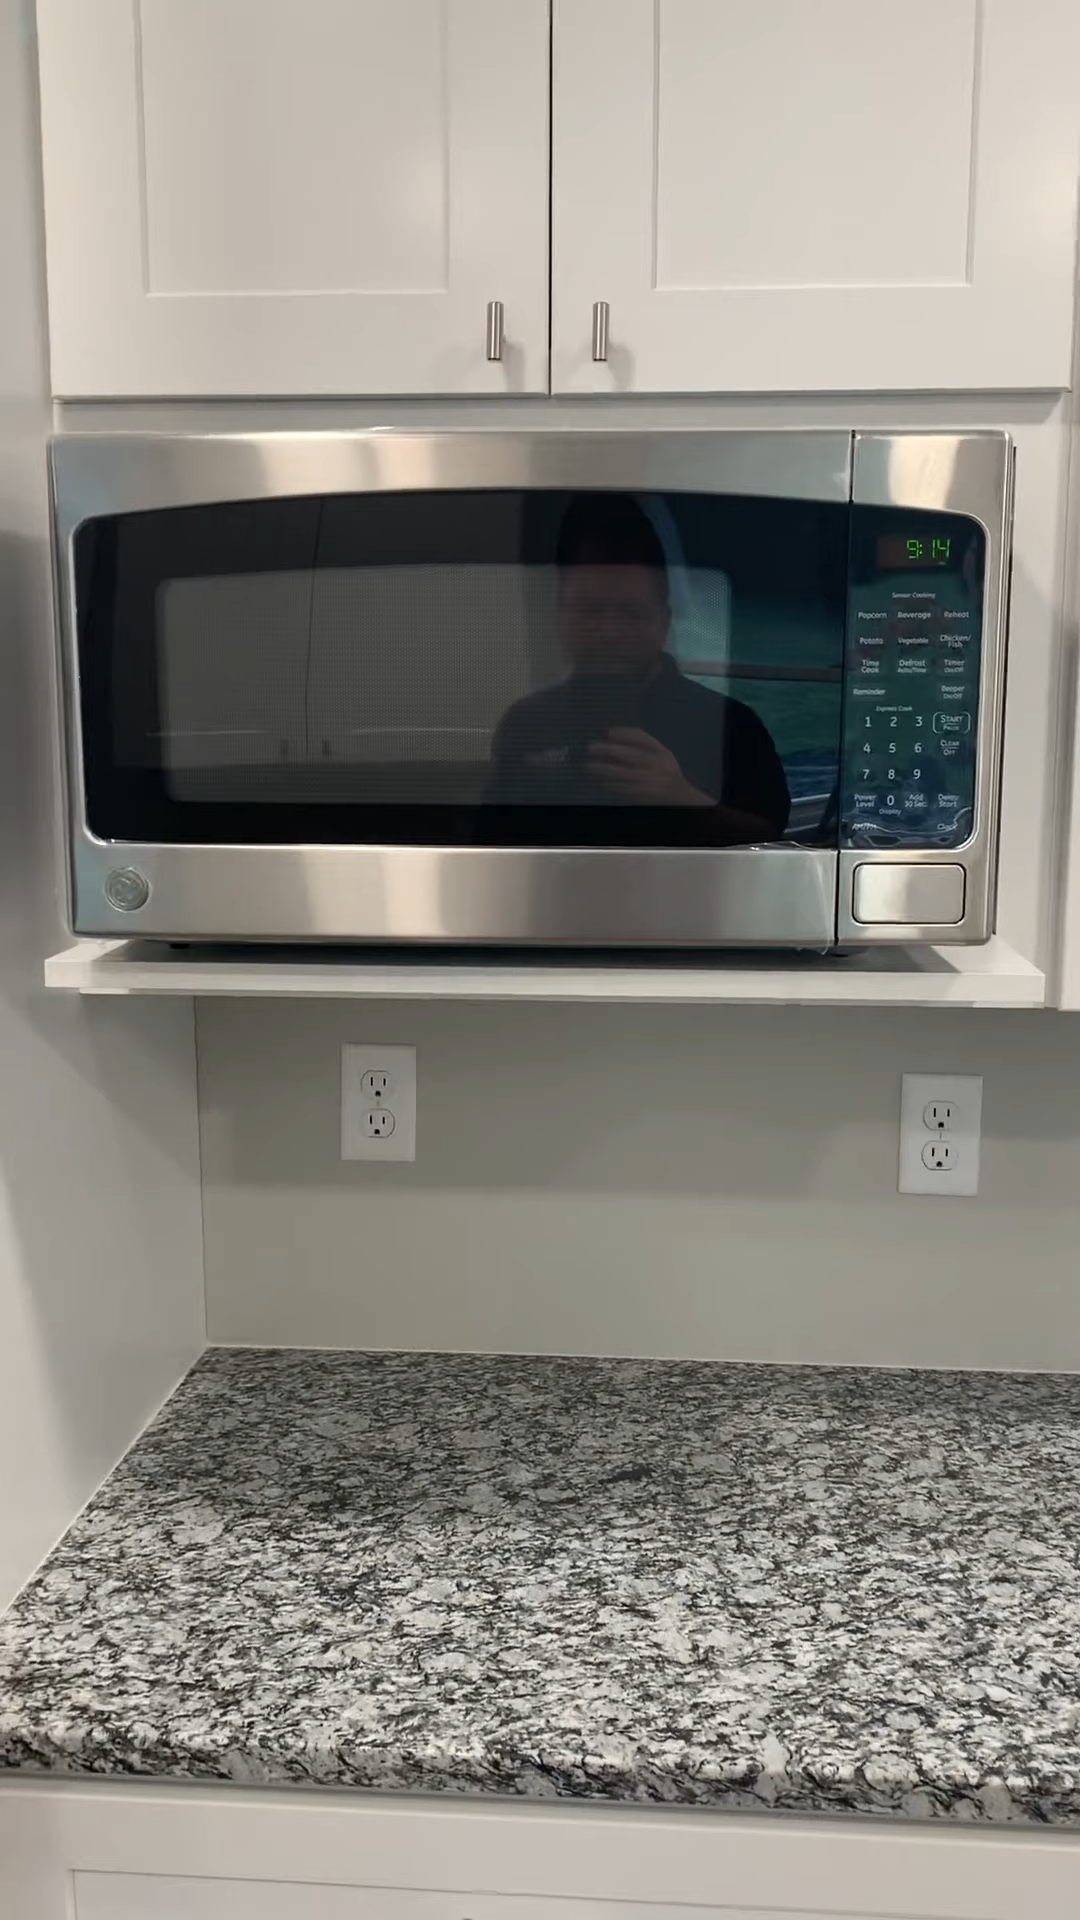 9:14
Sensor Cooking
Popcorn Beverage Reheat
Potato Vegetable Chicken/
Fish
Time
Cook
Defrost
Auto/Time
Timer
On/Off
Reminder
Beeper
On/Off
Express Cook
1 2 3
START
Pause
4 5 6
Clear
Off
7 8 9
Power
Level
0
Display
Add
30 Sec.
Delay
Start
AM/PM
Clock